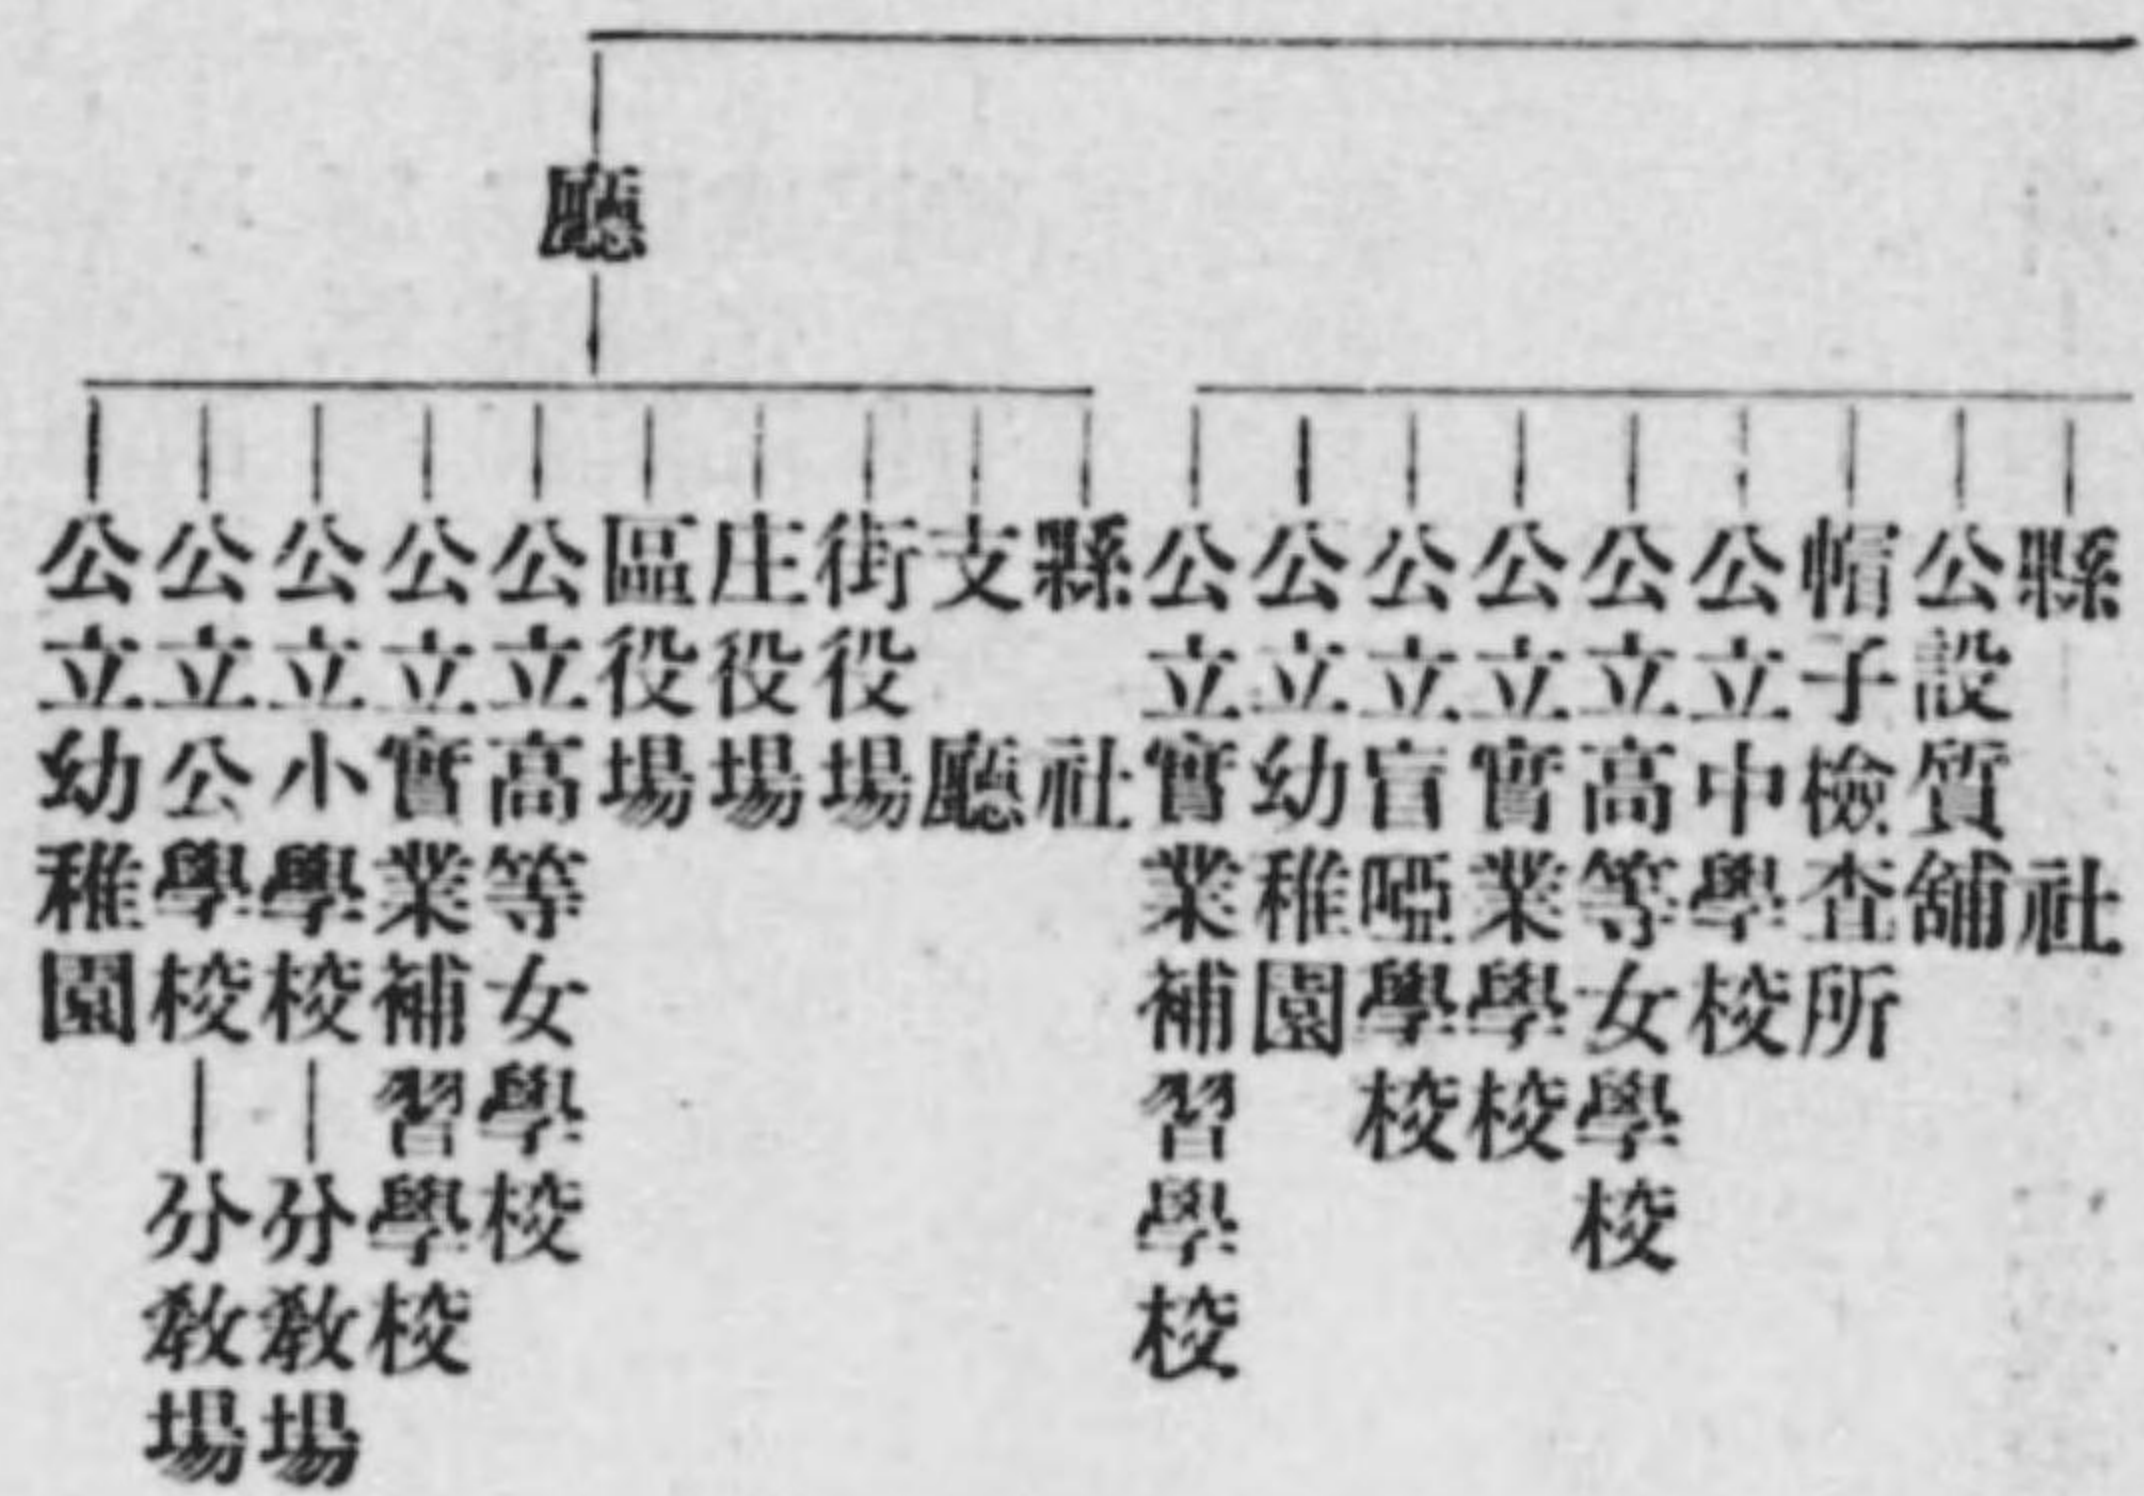 縣社
公設質舖
帽子檢查所
公立中學校
公立高等女學校
公立實業學校
公立盲啞學校
公立幼稚園
公立實業補習學校
廳
縣社
支廳
街役場
庄役場
區役場
公立高等女學校
公立實業補習學校
公立小學校―分教場
公立公學校―分教場
公立幼稚園